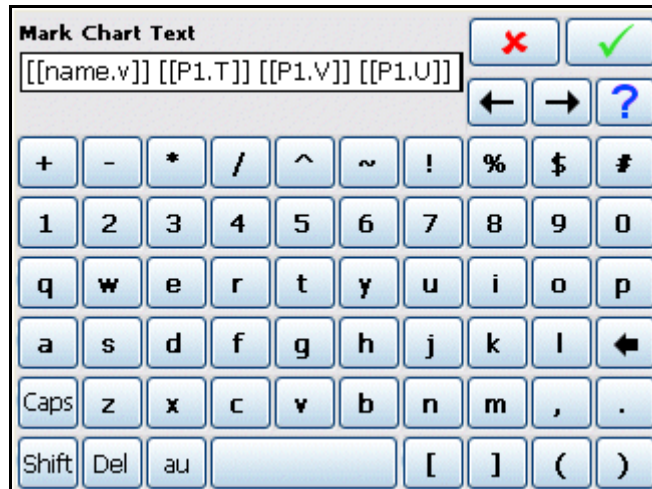 Mark Chart Text
[[name.v]] [[P1.T]] [[P1.V]] [[P1.U]]
← → ?
+ - * / ^ ~ ! % $ #
1 2 3 4 5 6 7 8 9 0
q w e r t y u i o p
a s d f g h j k l
Caps z x c v b n m , .
Shift Del au [ ] ( )